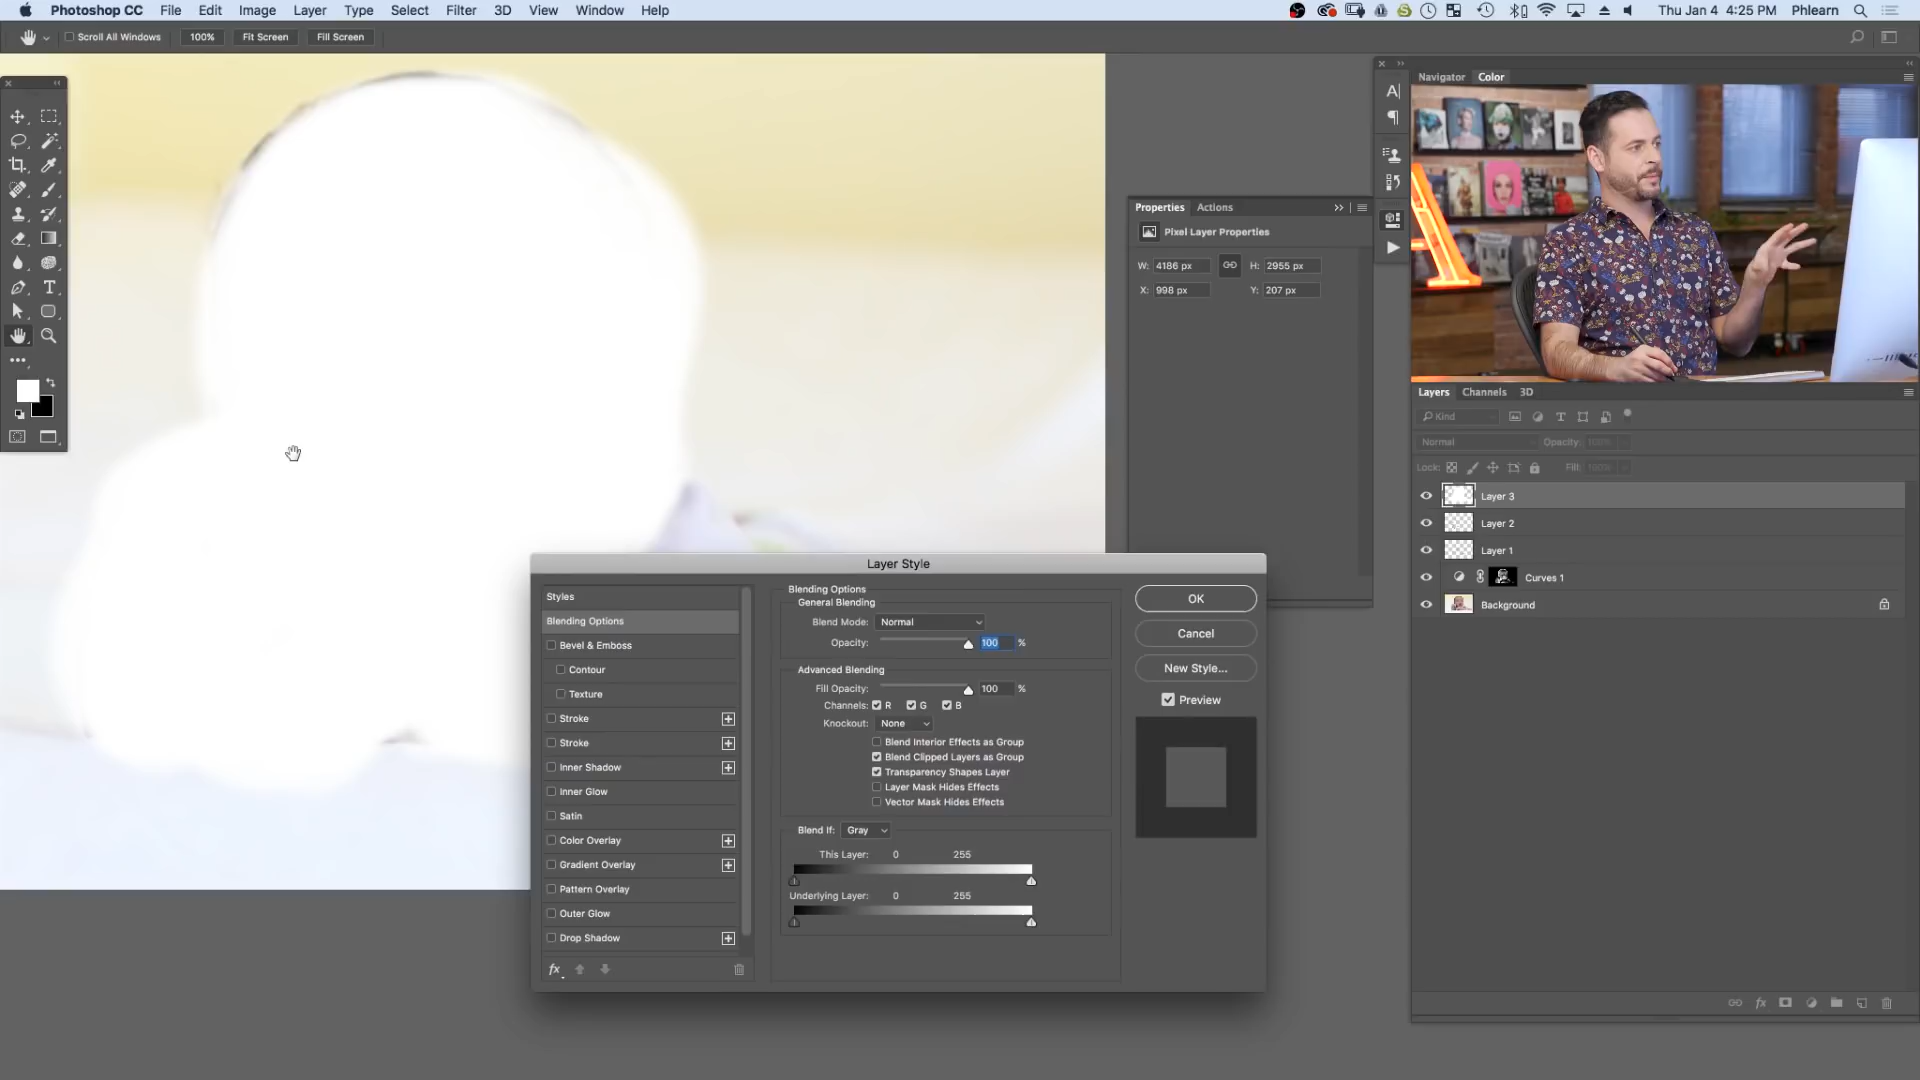 Photoshop CC File Edit Image Layer Type Select Filter 3D View Window Help Thu Jan 4 4:25 PM Phlearn
Scroll All Windows 100% Fit Screen Fill Screen
Navigator Color
Properties Actions
Pixel Layer Properties
W: 4186 px H: 2955 px
X: 998 px Y: 207 px
Layers Channels 3D
Kind
Normal Opacity: 100%
Lock: Fill: 100%
Layer 3
Layer 2
Layer 1
Curves 1
Background
Layer Style
Styles
Blending Options
Bevel & Emboss
Contour
Texture
Stroke
Stroke
Inner Shadow
Inner Glow
Satin
Color Overlay
Gradient Overlay
Pattern Overlay
Outer Glow
Drop Shadow
fx
Blending Options
General Blending
Blend Mode: Normal
Opacity: 100 %
Advanced Blending
Fill Opacity: 100 %
Channels: R G B
Knockout: None
Blend Interior Effects as Group
Blend Clipped Layers as Group
Transparency Shapes Layer
Layer Mask Hides Effects
Vector Mask Hides Effects
Blend If: Gray
This Layer: 0 255
Underlying Layer: 0 255
OK
Cancel
New Style...
Preview
fx